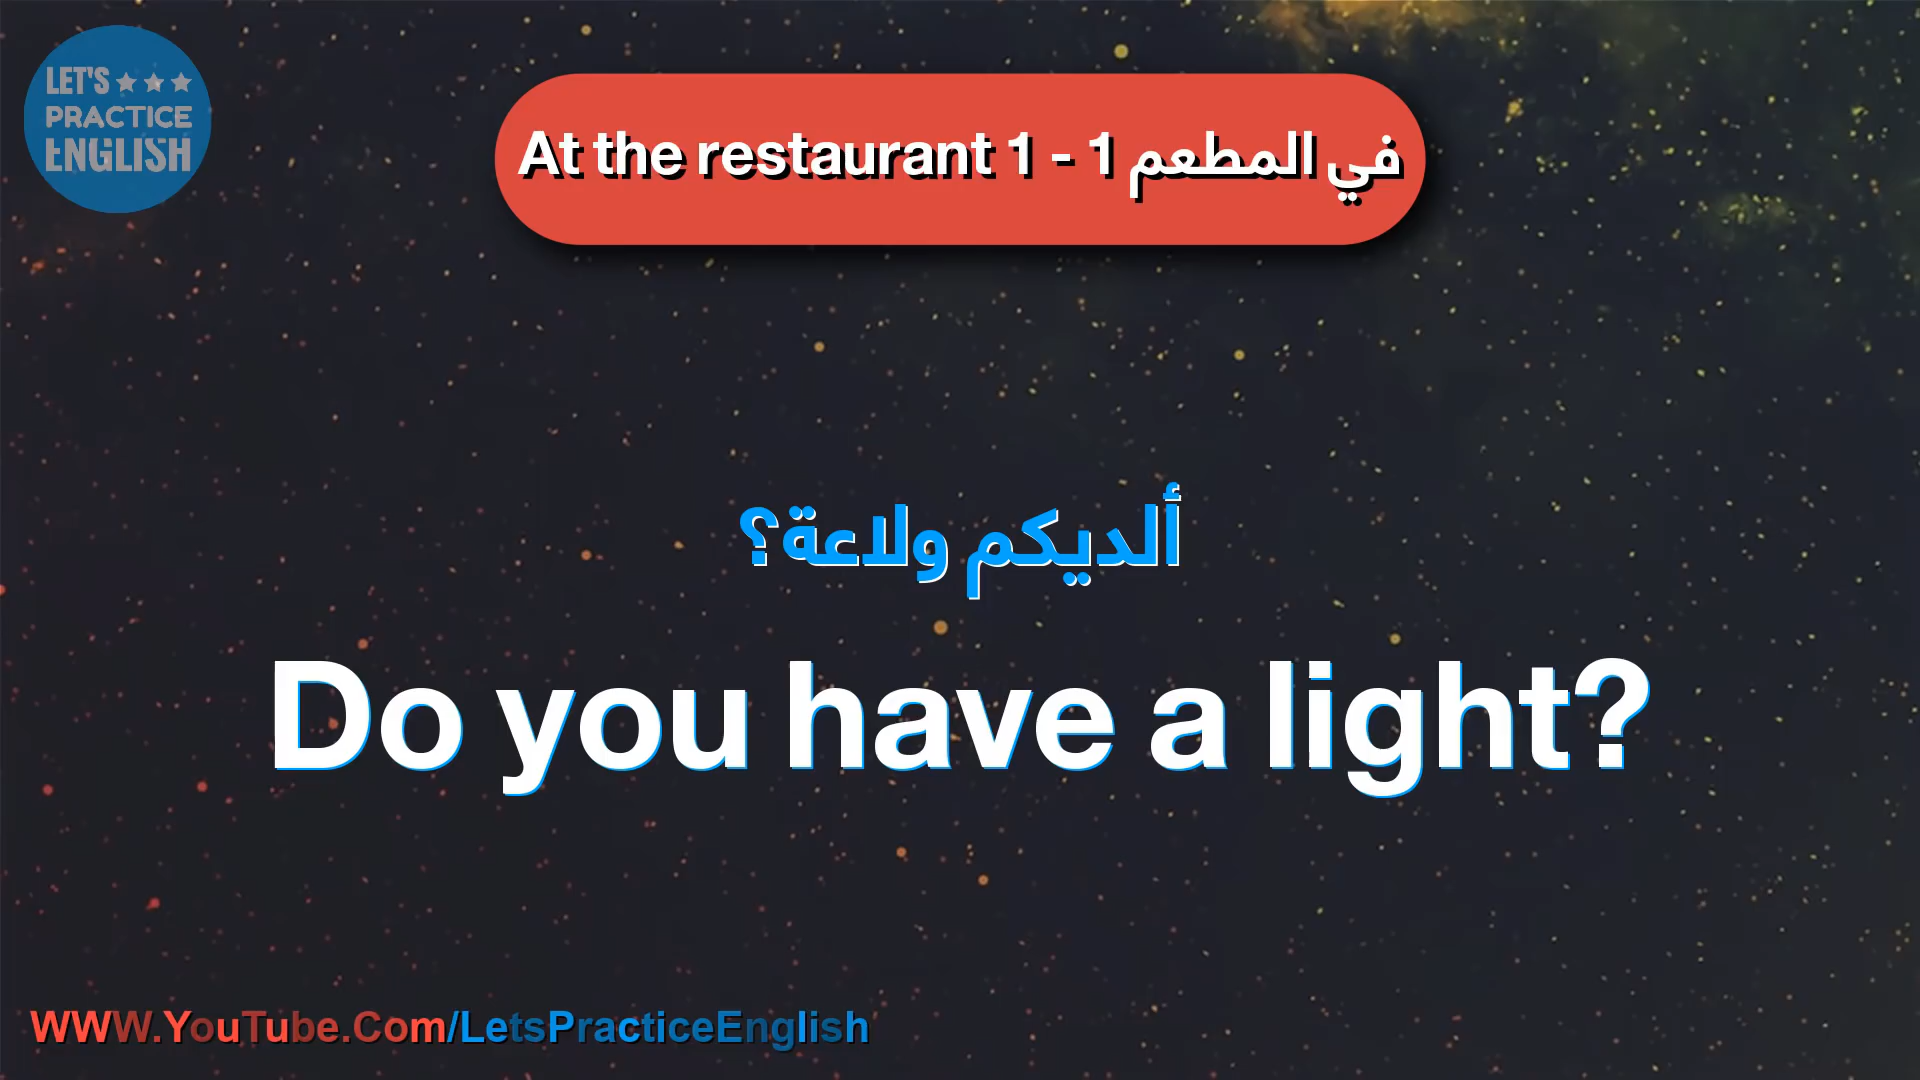 LET'S
PRACTICE
ENGLISH
At the restaurant 1 - 1 في المطعم
ألديكم ولاعة؟
Do you have a light?
WWW.YouTube.Com/LetsPracticeEnglish